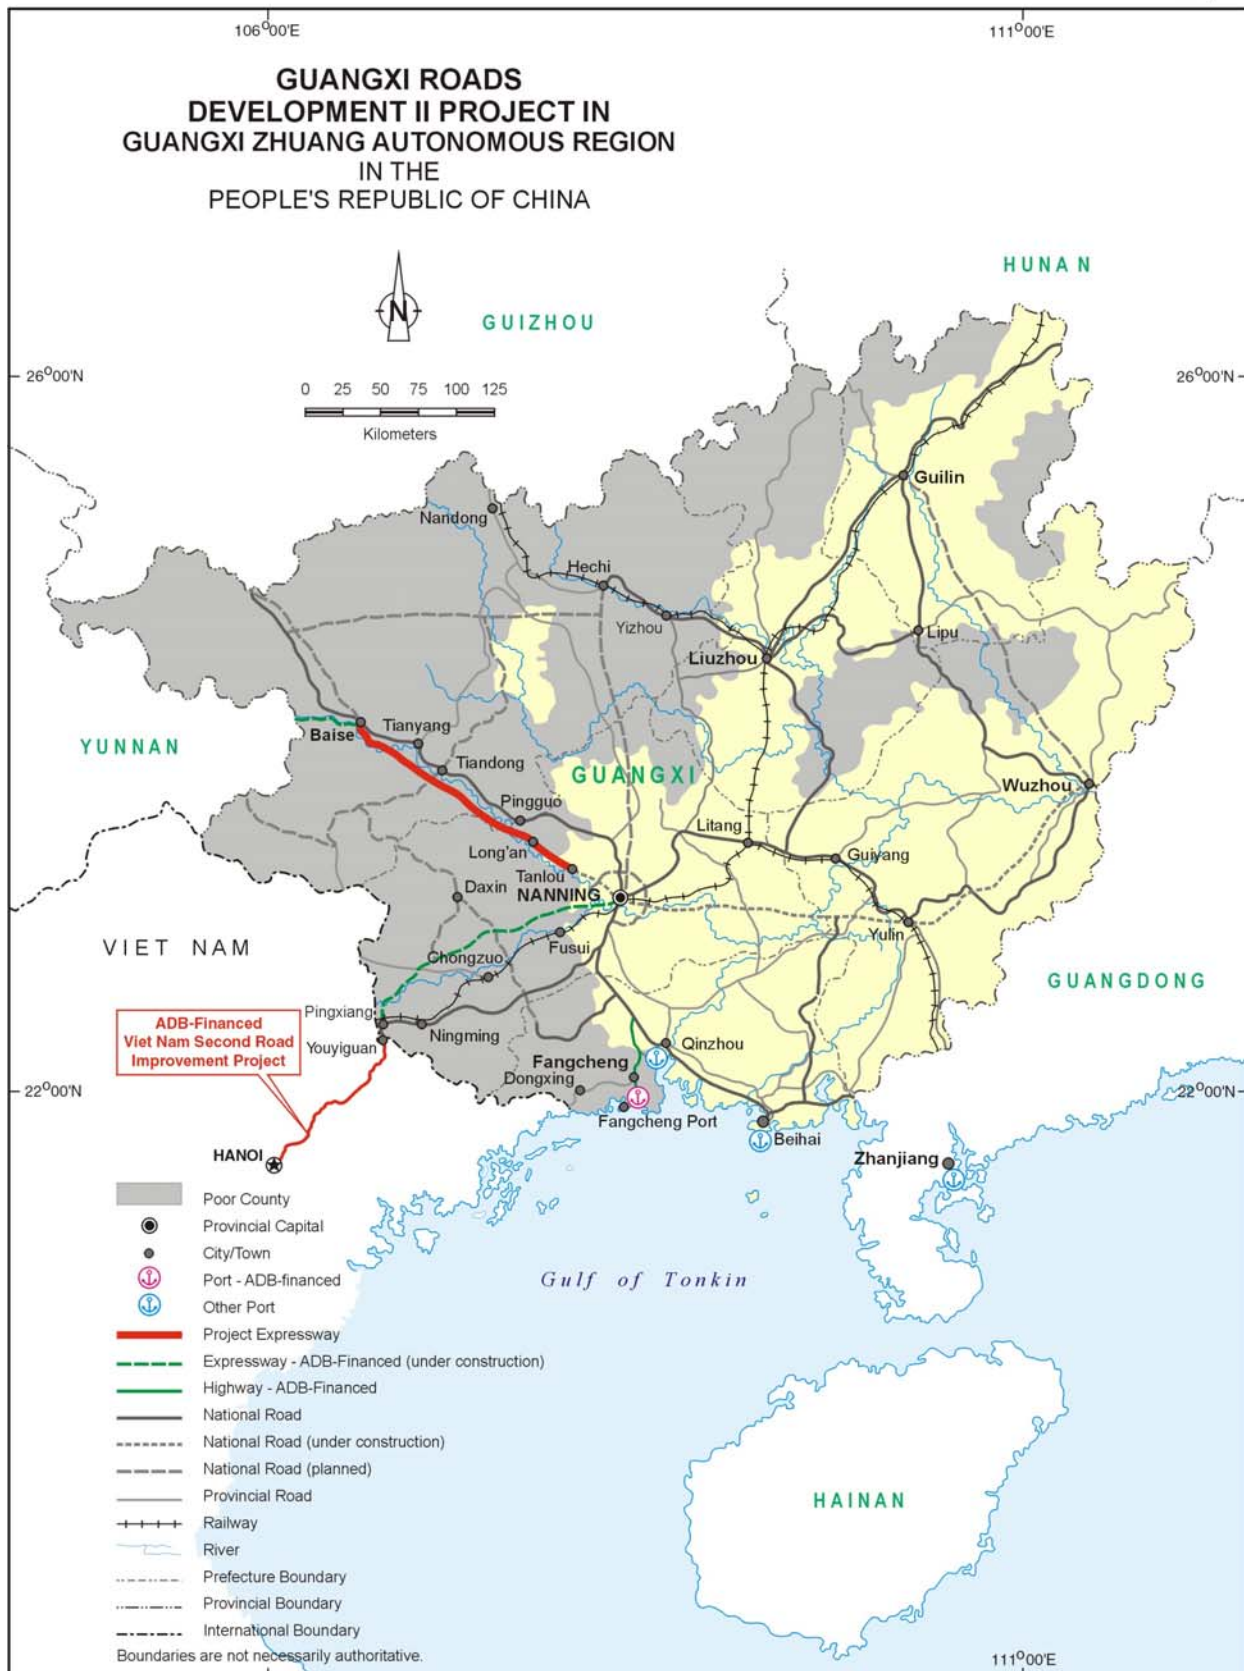 106°00'E
111°00'E
GUANGXI ROADS
DEVELOPMENT II PROJECT IN
GUANGXI ZHUANG AUTONOMOUS REGION
IN THE
PEOPLE'S REPUBLIC OF CHINA
HUNAN
N
GUIZHOU
26°00'N
26°00'N
0 25 50 75 100 125
Kilometers
Guilin
Nandong
Hechi
Yizhou
Lipu
Liuzhou
Baise
Tianyang
YUNNAN
Tiandong
GUANGXI
Wuzhou
Pingguo
Litang
Long'an
Guiyang
Tanlou
Daxin
NANNING
Yulin
VIET NAM
Fusui
Chongzuo
GUANGDONG
Pingxiang
ADB-Financed
Viet Nam Second Road
Improvement Project
Youyiguan
Ningming
Qinzhou
Fangcheng
Dongxing
22°00'N
22°00'N
Fangcheng Port
Beihai
HANOI
Zhanjiang
Poor County
Provincial Capital
City/Town
Port - ADB-financed
Gulf of Tonkin
Other Port
Project Expressway
Expressway - ADB-Financed (under construction)
Highway - ADB-Financed
National Road
National Road (under construction)
National Road (planned)
Provincial Road
HAINAN
Railway
River
Prefecture Boundary
Provincial Boundary
International Boundary
Boundaries are not necessarily authoritative.
111°00'E